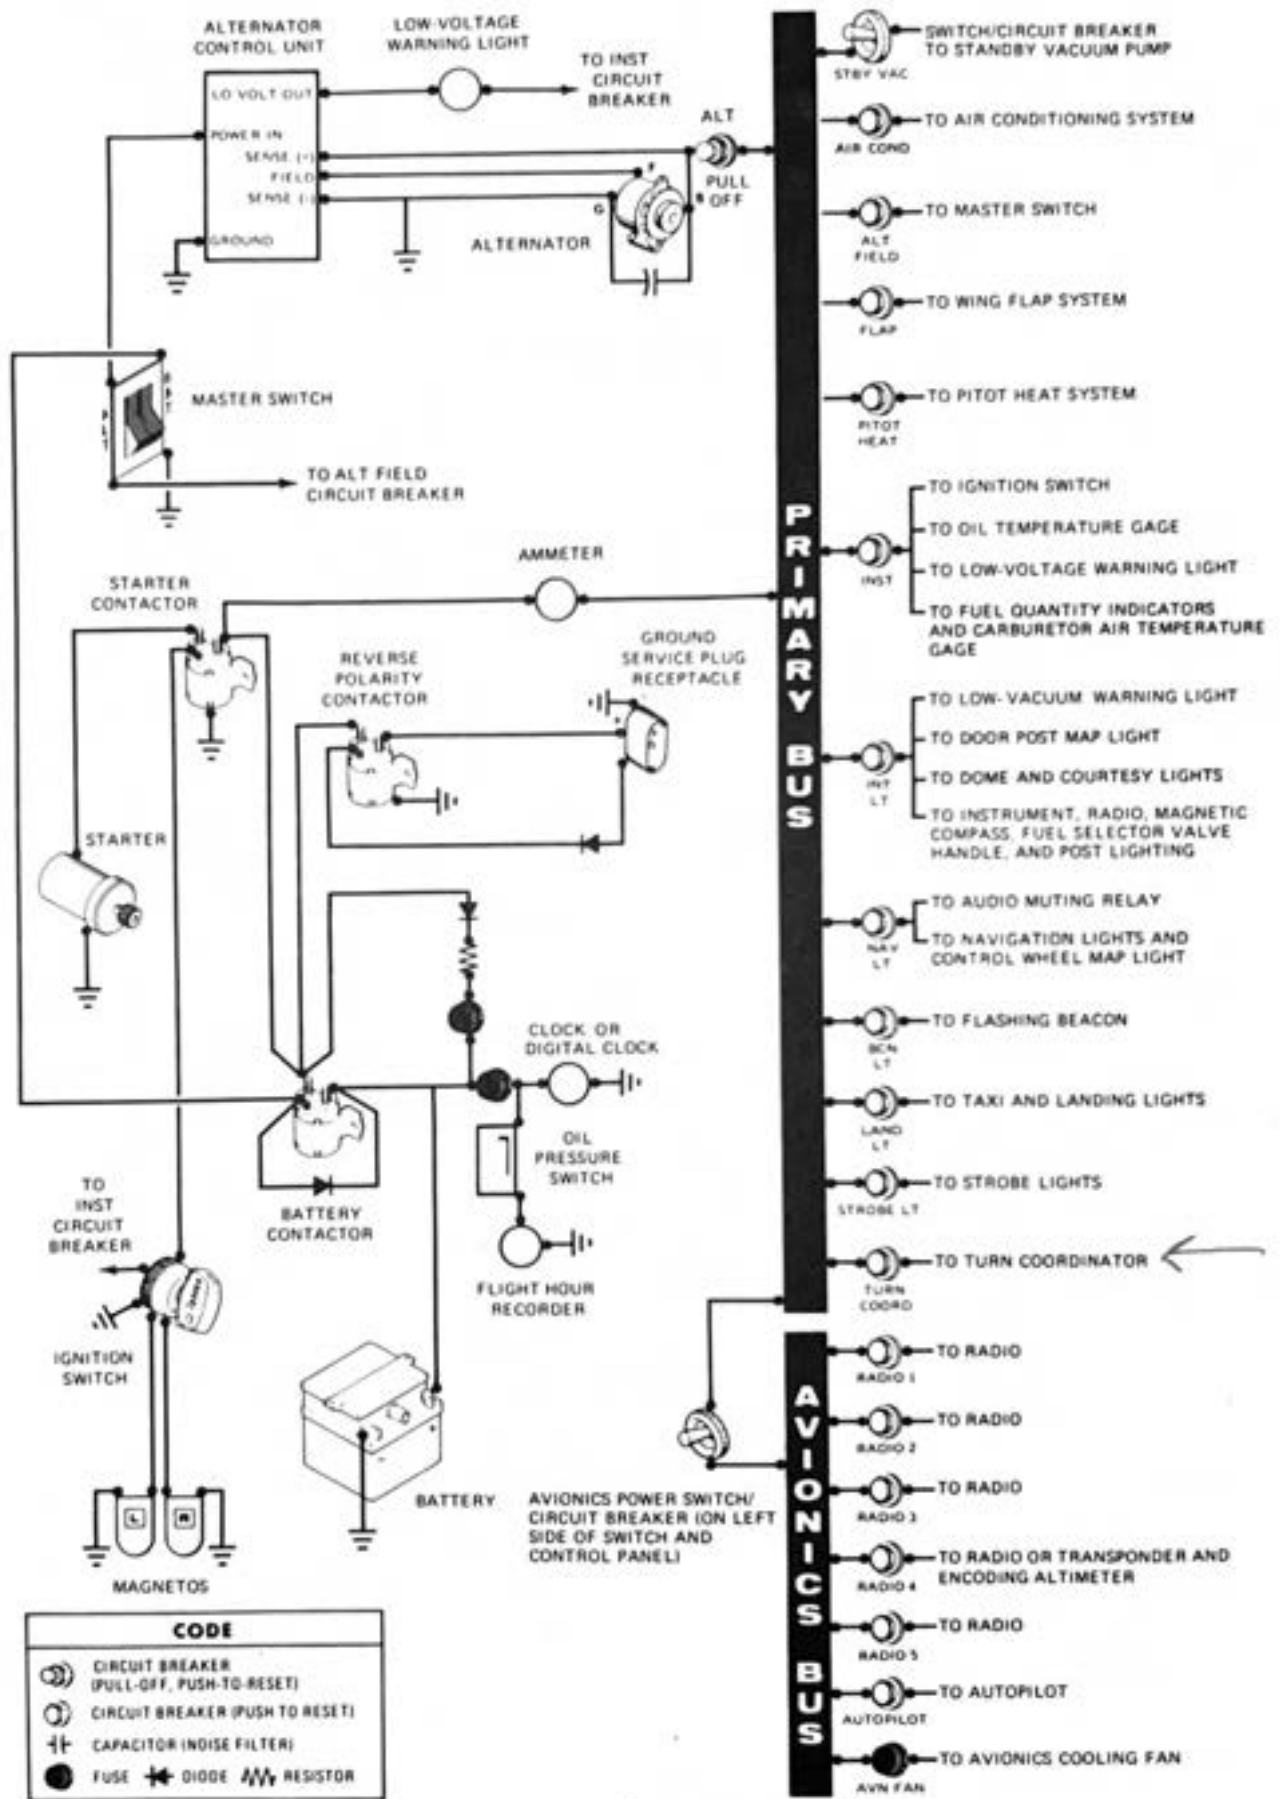 ALTERNATOR
CONTROL UNIT
LOW-VOLTAGE
WARNING LIGHT
LO VOLT OUT
POWER IN
SENSE (+)
FIELD
SENSE (-)
GROUND
TO INST
CIRCUIT
BREAKER
ALT
PULL
OFF
F
G
B
ALTERNATOR
BAT
ALT
MASTER SWITCH
TO ALT FIELD
CIRCUIT BREAKER
AMMETER
STARTER
CONTACTOR
REVERSE
POLARITY
CONTACTOR
GROUND
SERVICE PLUG
RECEPTACLE
+
STARTER
CLOCK OR
DIGITAL CLOCK
OIL
PRESSURE
SWITCH
BATTERY
CONTACTOR
FLIGHT HOUR
RECORDER
TO
INST
CIRCUIT
BREAKER
IGNITION
SWITCH
L
R
MAGNETOS
BATTERY
AVIONICS POWER SWITCH/
CIRCUIT BREAKER (ON LEFT
SIDE OF SWITCH AND
CONTROL PANEL)
CODE
CIRCUIT BREAKER
(PULL-OFF, PUSH-TO-RESET)
CIRCUIT BREAKER (PUSH TO RESET)
CAPACITOR (NOISE FILTER)
FUSE DIODE RESISTOR
PRIMARY BUS
STBY VAC
SWITCH/CIRCUIT BREAKER
TO STANDBY VACUUM PUMP
AIR COND
TO AIR CONDITIONING SYSTEM
ALT
FIELD
TO MASTER SWITCH
FLAP
TO WING FLAP SYSTEM
PITOT
HEAT
TO PITOT HEAT SYSTEM
INST
TO IGNITION SWITCH
TO OIL TEMPERATURE GAGE
TO LOW-VOLTAGE WARNING LIGHT
TO FUEL QUANTITY INDICATORS
AND CARBURETOR AIR TEMPERATURE
GAGE
INT
LT
TO LOW-VACUUM WARNING LIGHT
TO DOOR POST MAP LIGHT
TO DOME AND COURTESY LIGHTS
TO INSTRUMENT, RADIO, MAGNETIC
COMPASS, FUEL SELECTOR VALVE
HANDLE, AND POST LIGHTING
NAV
LT
TO AUDIO MUTING RELAY
TO NAVIGATION LIGHTS AND
CONTROL WHEEL MAP LIGHT
BCN
LT
TO FLASHING BEACON
LAND
LT
TO TAXI AND LANDING LIGHTS
STROBE LT
TO STROBE LIGHTS
TURN
COORD
TO TURN COORDINATOR
AVIONICS BUS
RADIO 1
TO RADIO
RADIO 2
TO RADIO
RADIO 3
TO RADIO
RADIO 4
TO RADIO OR TRANSPONDER AND
ENCODING ALTIMETER
RADIO 5
TO RADIO
AUTOPILOT
TO AUTOPILOT
AVN FAN
TO AVIONICS COOLING FAN